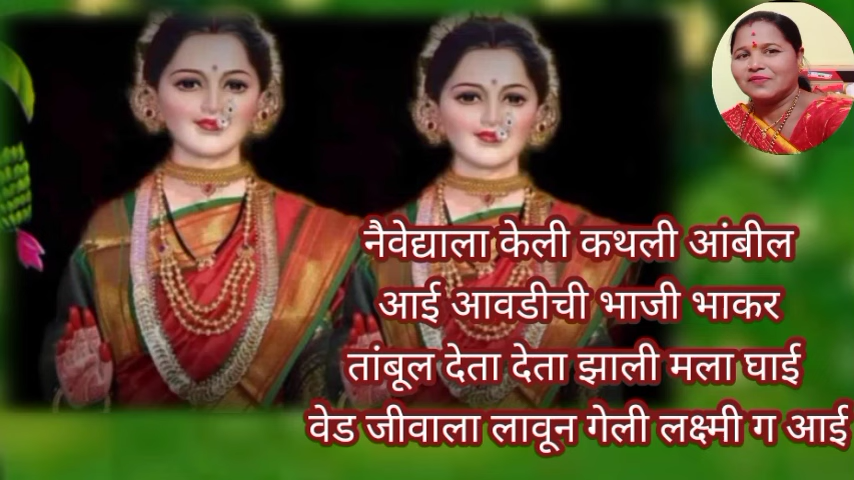 नैवेद्याला केली कथली आंबील
आई आवडीची भाजी भाकर
तांबूल देता देता झाली मला घाई
वेड जीवाला लावून गेली लक्ष्मी ग आई